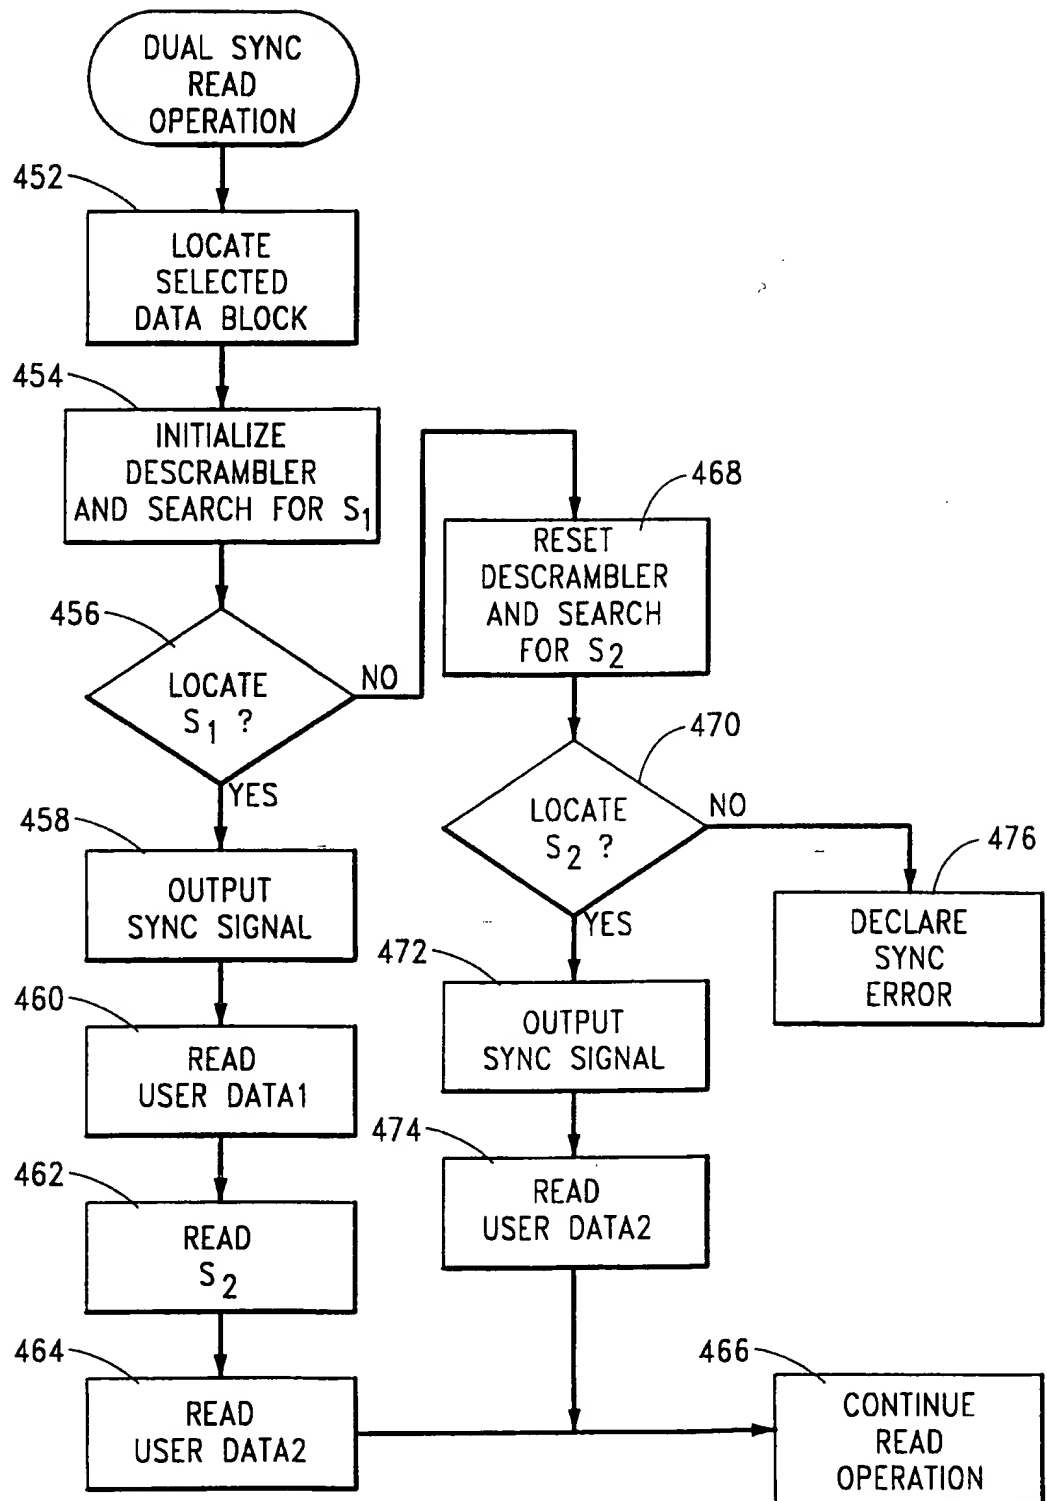 DUAL SYNC
READ
OPERATION
452
LOCATE
SELECTED
DATA BLOCK
454
INITIALIZE
DESCRAMBLER
AND SEARCH FOR S1
456
LOCATE
S1 ?
NO
YES
458
OUTPUT
SYNC SIGNAL
460
READ
USER DATA1
462
READ
S2
464
READ
USER DATA2
468
RESET
DESCRAMBLER
AND SEARCH
FOR S2
470
LOCATE
S2 ?
NO
YES
472
OUTPUT
SYNC SIGNAL
474
READ
USER DATA2
476
DECLARE
SYNC
ERROR
466
CONTINUE
READ
OPERATION